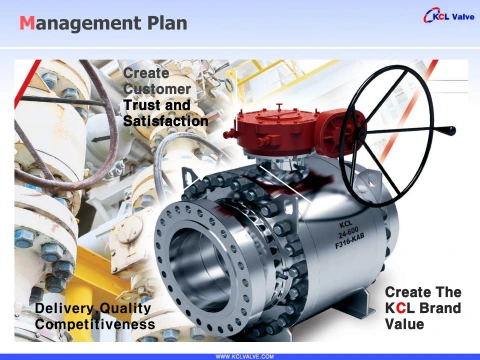 Management Plan
KCL Valve
Create
Customer
Trust and
Satisfaction
KCL
24-600
F316-KAB
Delivery,Quality
Competitiveness
Create The
KCL Brand
Value
WWW.KCLVALVE.COM